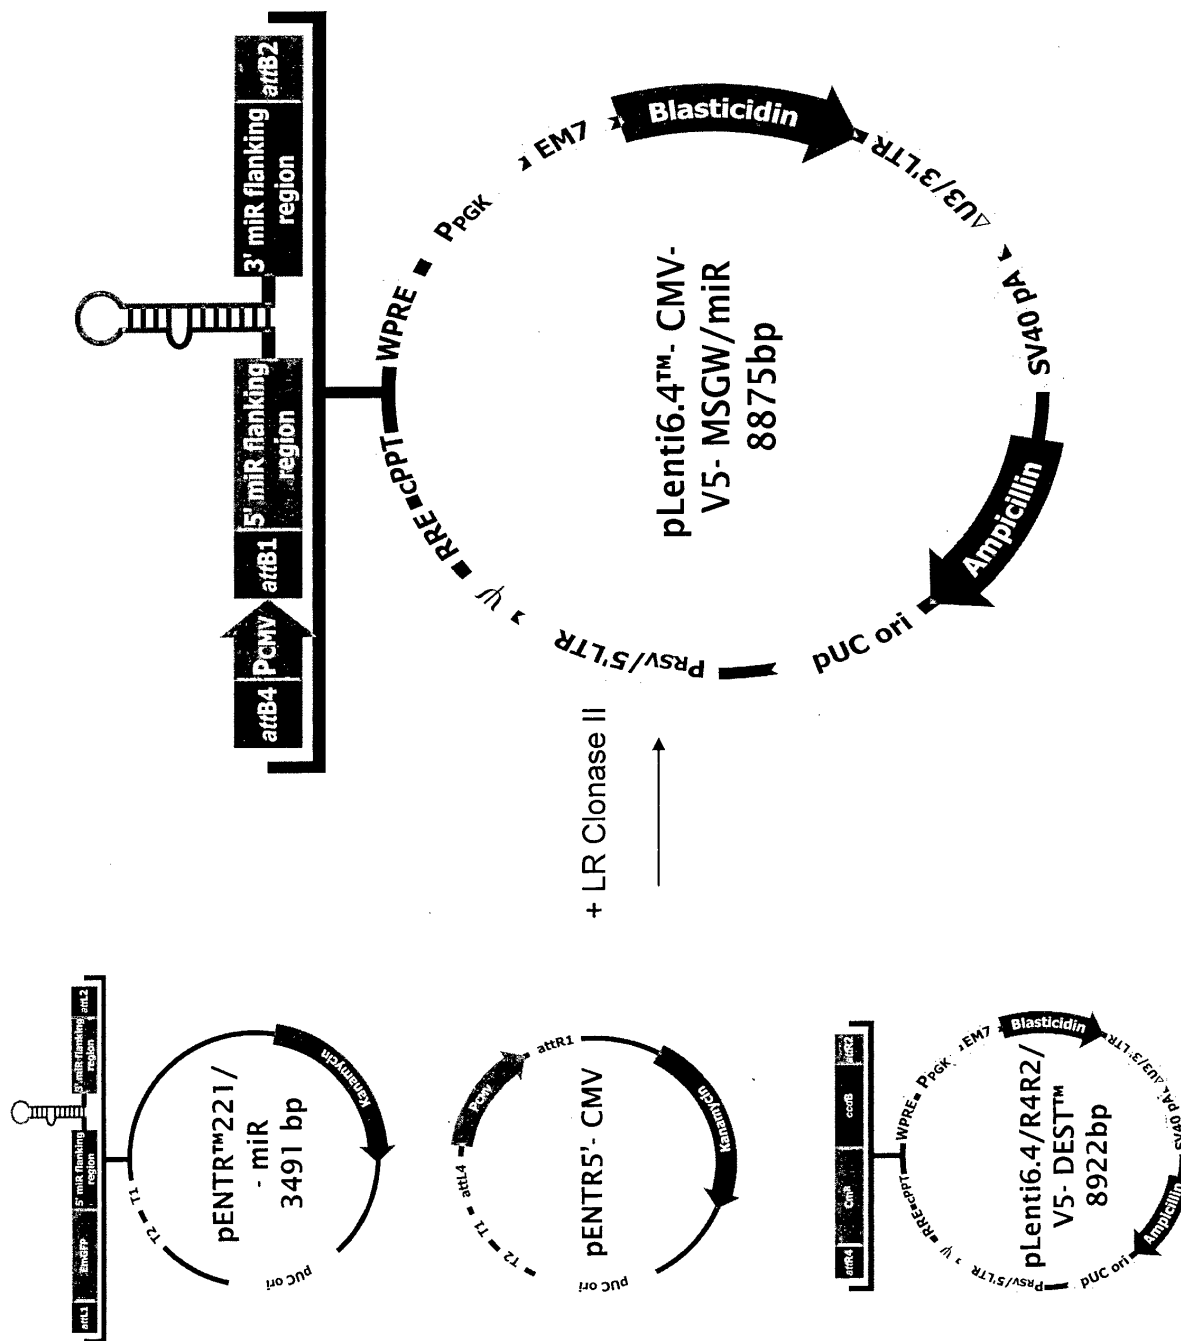 attL1 EmGFP 5' miR flanking region 3' miR flanking region attL2
T2 T1
pENTR™221/
- miR
3491 bp
Kanamycin
pUC ori
T2 T1 attL4 PCMV attR1
pENTR5'- CMV
Kanamycin
pUC ori
attR4 CmR ccdB attR2
PRSV/5'LTR Ψ RRE cPPT WPRE PPGK EM7 Blasticidin
ΔU3/3'LTR
SV40 pA
Ampicillin
pUC ori
pLenti6.4/R4R2/
V5- DEST™
8922bp
+ LR Clonase II
attB4 PCMV attB1 5' miR flanking region 3' miR flanking region attB2
PRSV/5'LTR Ψ RRE cPPT WPRE PPGK EM7 Blasticidin
ΔU3/3'LTR
SV40 pA
Ampicillin
pUC ori
pLenti6.4™- CMV-
V5- MSGW/miR
8875bp